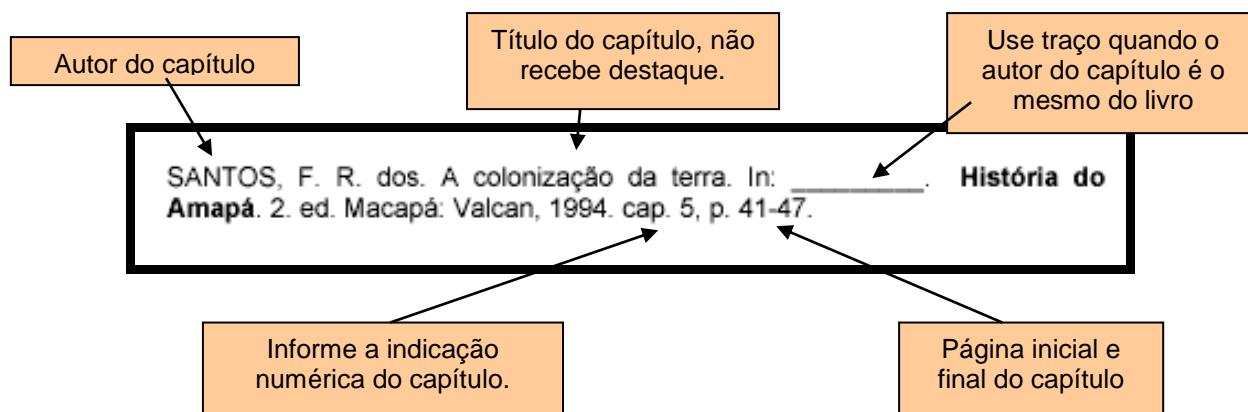 Autor do capítulo
Título do capítulo, não
recebe destaque.
Use traço quando o
autor do capítulo é o
mesmo do livro
SANTOS, F. R. dos. A colonização da terra. In: _________. História do
Amapá. 2. ed. Macapá: Valcan, 1994. cap. 5, p. 41-47.
Informe a indicação
numérica do capítulo.
Página inicial e
final do capítulo